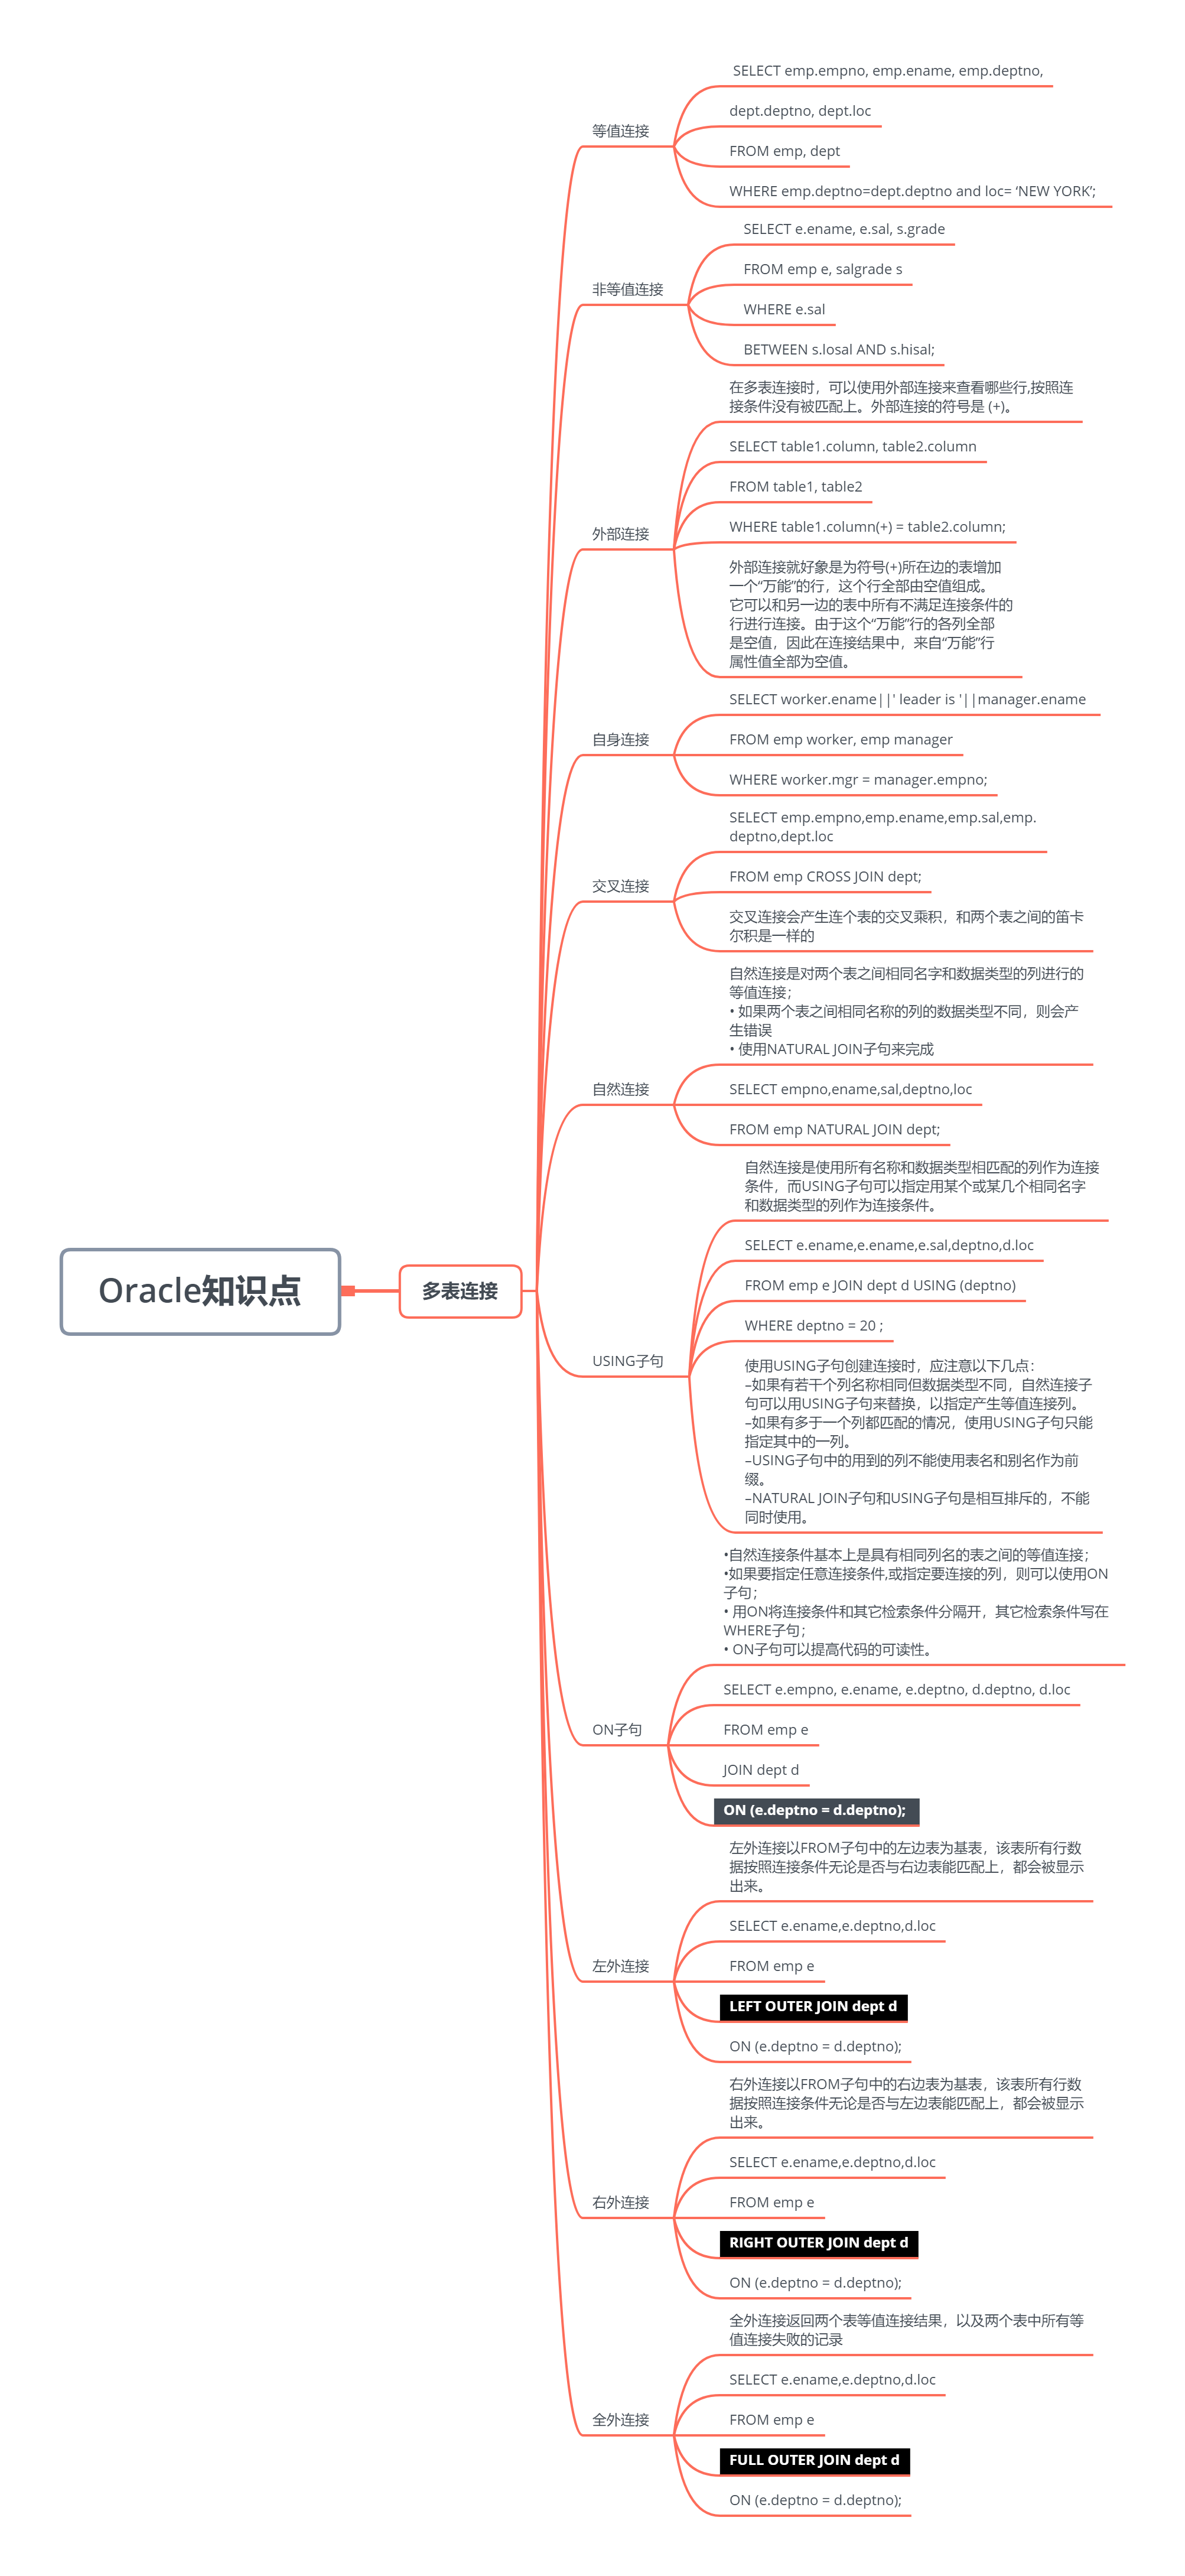 Oracle知识点
多表连接
等值连接
SELECT emp.empno, emp.ename, emp.deptno,
dept.deptno, dept.loc
FROM emp, dept
WHERE emp.deptno=dept.deptno and loc= ‘NEW YORK’;
非等值连接
SELECT e.ename, e.sal, s.grade
FROM emp e, salgrade s
WHERE e.sal
BETWEEN s.losal AND s.hisal;
外部连接
在多表连接时，可以使用外部连接来查看哪些行,按照连
接条件没有被匹配上。外部连接的符号是 (+)。
SELECT table1.column, table2.column
FROM table1, table2
WHERE table1.column(+) = table2.column;
外部连接就好象是为符号(+)所在边的表增加
一个“万能”的行，这个行全部由空值组成。
它可以和另一边的表中所有不满足连接条件的
行进行连接。由于这个“万能”行的各列全部
是空值，因此在连接结果中，来自“万能”行
属性值全部为空值。
自身连接
SELECT worker.ename||' leader is '||manager.ename
FROM emp worker, emp manager
WHERE worker.mgr = manager.empno;
交叉连接
SELECT emp.empno,emp.ename,emp.sal,emp.
deptno,dept.loc
FROM emp CROSS JOIN dept;
交叉连接会产生连个表的交叉乘积，和两个表之间的笛卡
尔积是一样的
自然连接
自然连接是对两个表之间相同名字和数据类型的列进行的
等值连接；
• 如果两个表之间相同名称的列的数据类型不同，则会产
生错误
• 使用NATURAL JOIN子句来完成
SELECT empno,ename,sal,deptno,loc
FROM emp NATURAL JOIN dept;
USING子句
自然连接是使用所有名称和数据类型相匹配的列作为连接
条件，而USING子句可以指定用某个或某几个相同名字
和数据类型的列作为连接条件。
SELECT e.ename,e.ename,e.sal,deptno,d.loc
FROM emp e JOIN dept d USING (deptno)
WHERE deptno = 20 ;
使用USING子句创建连接时，应注意以下几点：
–如果有若干个列名称相同但数据类型不同，自然连接子
句可以用USING子句来替换，以指定产生等值连接列。
–如果有多于一个列都匹配的情况，使用USING子句只能
指定其中的一列。
–USING子句中的用到的列不能使用表名和别名作为前
缀。
–NATURAL JOIN子句和USING子句是相互排斥的，不能
同时使用。
ON子句
•自然连接条件基本上是具有相同列名的表之间的等值连接；
•如果要指定任意连接条件,或指定要连接的列，则可以使用ON
子句；
• 用ON将连接条件和其它检索条件分隔开，其它检索条件写在
WHERE子句；
• ON子句可以提高代码的可读性。
SELECT e.empno, e.ename, e.deptno, d.deptno, d.loc
FROM emp e
JOIN dept d
ON (e.deptno = d.deptno);
左外连接
左外连接以FROM子句中的左边表为基表，该表所有行数
据按照连接条件无论是否与右边表能匹配上，都会被显示
出来。
SELECT e.ename,e.deptno,d.loc
FROM emp e
LEFT OUTER JOIN dept d
ON (e.deptno = d.deptno);
右外连接
右外连接以FROM子句中的右边表为基表，该表所有行数
据按照连接条件无论是否与左边表能匹配上，都会被显示
出来。
SELECT e.ename,e.deptno,d.loc
FROM emp e
RIGHT OUTER JOIN dept d
ON (e.deptno = d.deptno);
全外连接
全外连接返回两个表等值连接结果，以及两个表中所有等
值连接失败的记录
SELECT e.ename,e.deptno,d.loc
FROM emp e
FULL OUTER JOIN dept d
ON (e.deptno = d.deptno);